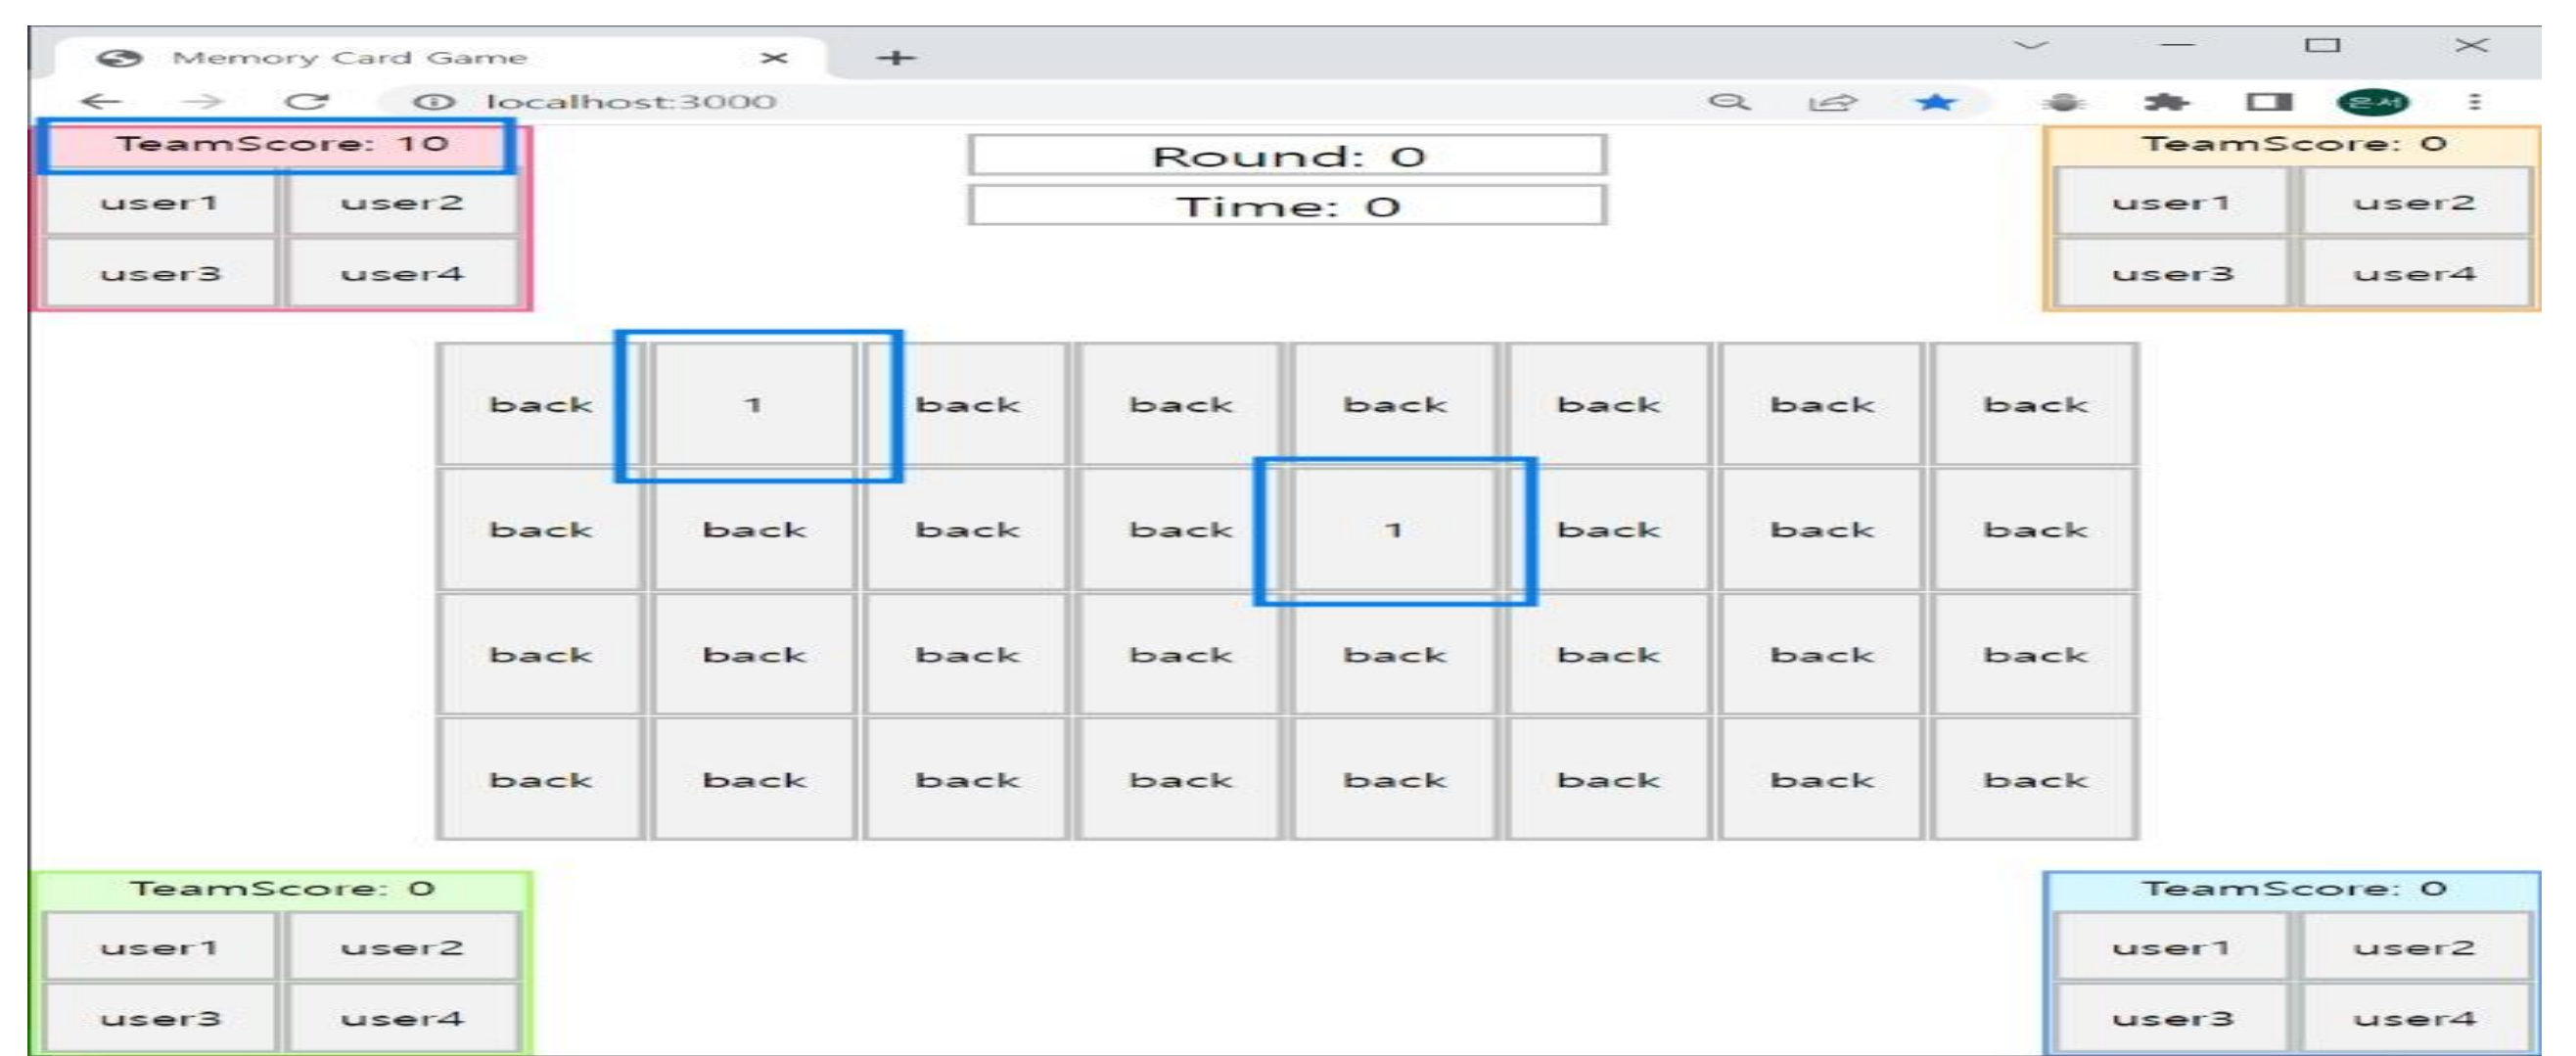 Memory Card Game
localhost:3000
은서
TeamScore: 10
Round: 0
TeamScore: 0
user1 user2
Time: 0
user1 user2
user3 user4
user3 user4
back 1 back back back back back back
back back back back 1 back back back
back back back back back back back back
back back back back back back back back
TeamScore: 0
TeamScore: 0
user1 user2
user1 user2
user3 user4
user3 user4